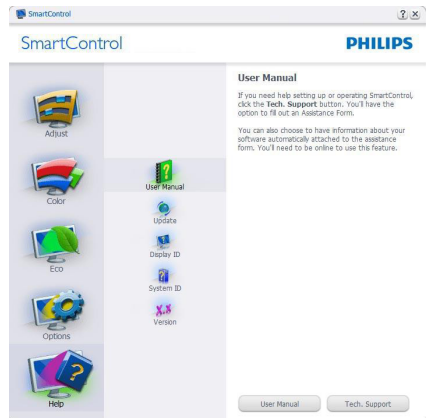 SmartControl
? x
SmartControl
PHILIPS
Adjust
Color
Eco
Options
Help
User Manual
Update
Display ID
System ID
X.X
Version
User Manual
If you need help setting up or operating SmartControl,
click the Tech. Support button. You'll have the
option to fill out an Assistance Form.
You can also choose to have information about your
software automatically attached to the assistance
form. You'll need to be online to use this feature.
User Manual
Tech. Support